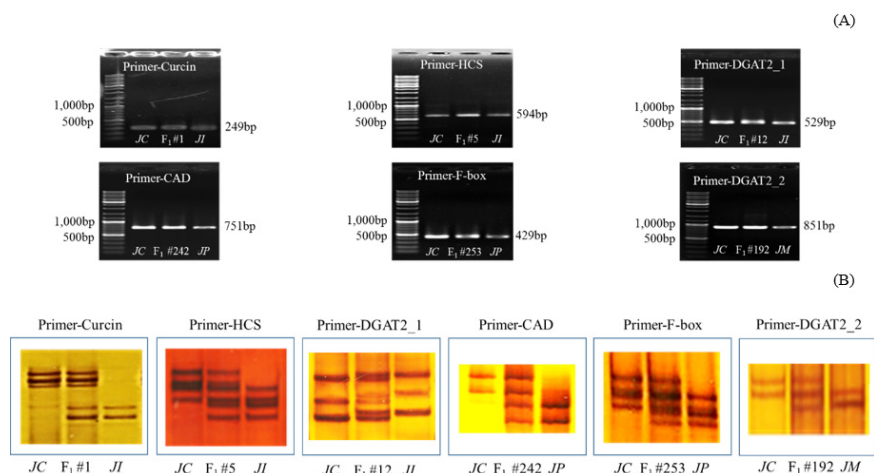 (A)
Primer-Curcin
1,000bp
500bp
JC F1#1 JI
249bp
Primer-HCS
1,000bp
500bp
JC F1#5 JI
594bp
Primer-DGAT2_1
1,000bp
500bp
JC F1#12 JI
529bp
Primer-CAD
1,000bp
500bp
JC F1 #242 JP
751bp
Primer-F-box
1,000bp
500bp
JC F1 #253 JP
429bp
Primer-DGAT2_2
1,000bp
500bp
JC F1 #192 JM
851bp
(B)
Primer-Curcin Primer-HCS Primer-DGAT2_1 Primer-CAD Primer-F-box Primer-DGAT2_2
JC F1 #1 JI JC F1 #5 JI JC F1 #12 JI JC F1 #242 JP JC F1 #253 JP JC F1 #192 JM